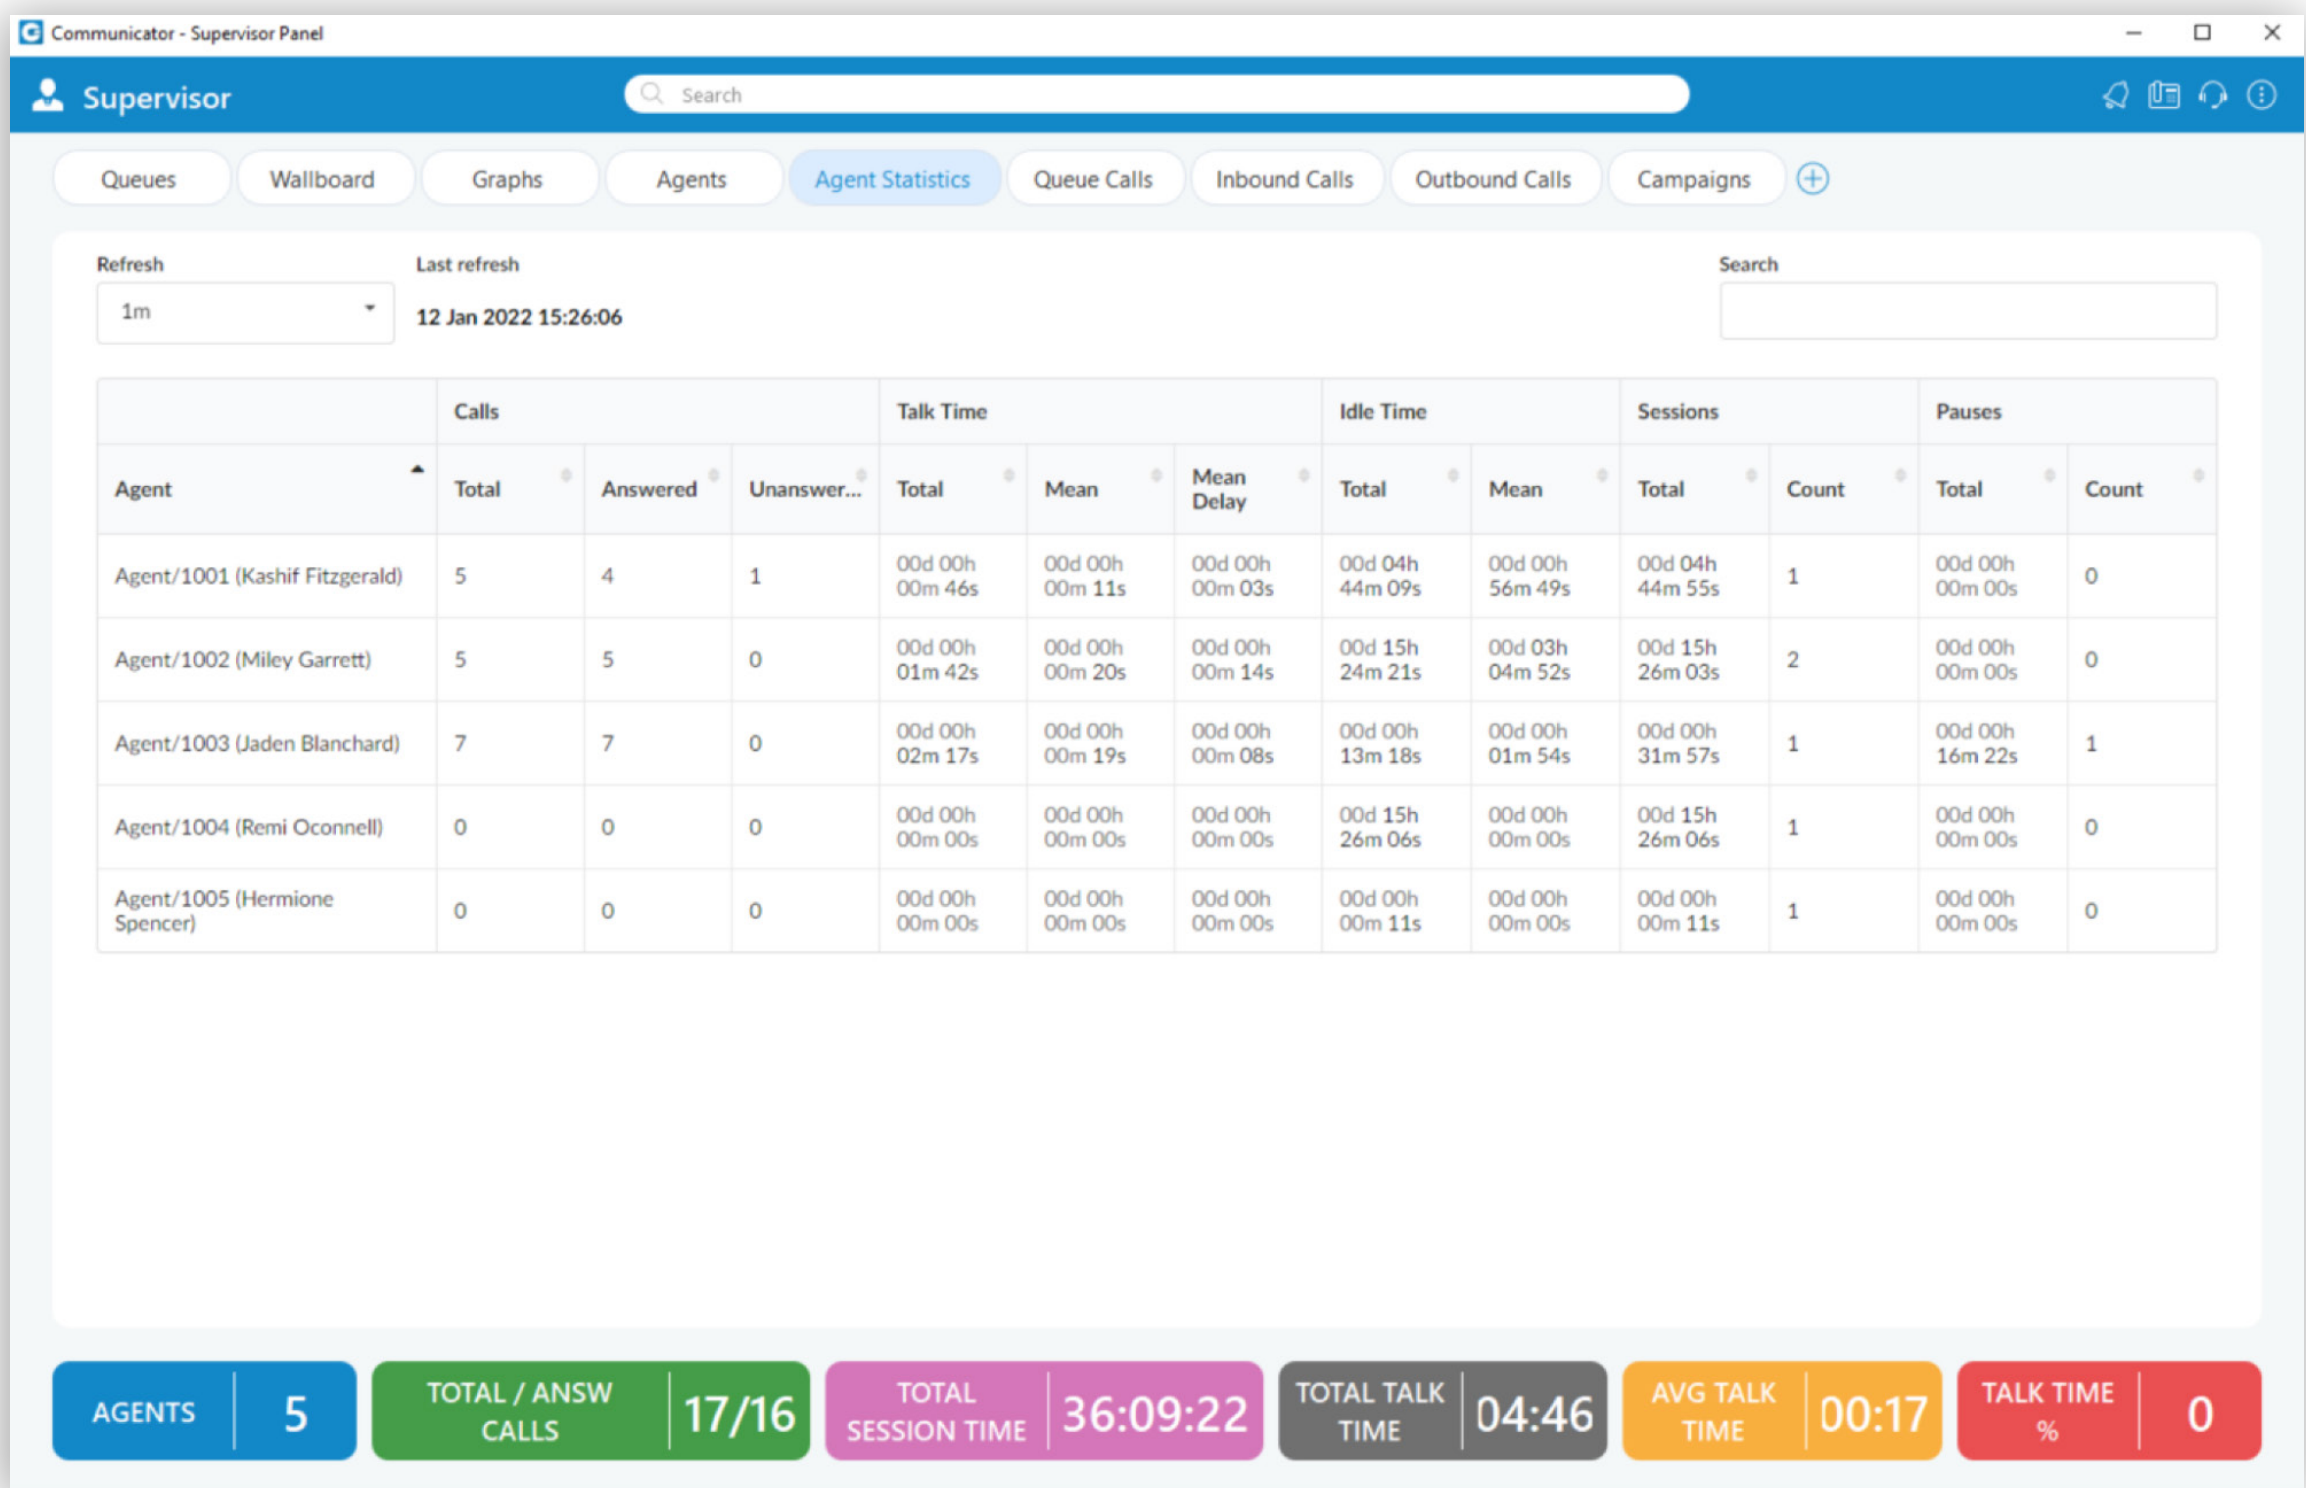 Communicator - Supervisor Panel
Supervisor
Search
Queues Wallboard Graphs Agents Agent Statistics Queue Calls Inbound Calls Outbound Calls Campaigns
Refresh Last refresh Search
1m 12 Jan 2022 15:26:06
Calls Talk Time Idle Time Sessions Pauses
Agent Total Answered Unanswer... Total Mean Mean Delay Total Mean Total Count Total Count
Agent/1001 (Kashif Fitzgerald) 5 4 1 00d 00h 00m 46s 00d 00h 00m 11s 00d 00h 00m 03s 00d 04h 44m 09s 00d 00h 56m 49s 00d 04h 44m 55s 1 00d 00h 00m 00s 0
Agent/1002 (Miley Garrett) 5 5 0 00d 00h 01m 42s 00d 00h 00m 20s 00d 00h 00m 14s 00d 15h 24m 21s 00d 03h 04m 52s 00d 15h 26m 03s 2 00d 00h 00m 00s 0
Agent/1003 (Jaden Blanchard) 7 7 0 00d 00h 02m 17s 00d 00h 00m 19s 00d 00h 00m 08s 00d 00h 13m 18s 00d 00h 01m 54s 00d 00h 31m 57s 1 00d 00h 16m 22s 1
Agent/1004 (Remi Oconnell) 0 0 0 00d 00h 00m 00s 00d 00h 00m 00s 00d 00h 00m 00s 00d 15h 26m 06s 00d 00h 00m 00s 00d 15h 26m 06s 1 00d 00h 00m 00s 0
Agent/1005 (Hermione Spencer) 0 0 0 00d 00h 00m 00s 00d 00h 00m 00s 00d 00h 00m 00s 00d 00h 00m 11s 00d 00h 00m 00s 00d 00h 00m 11s 1 00d 00h 00m 00s 0
AGENTS 5
TOTAL / ANSW CALLS 17/16
TOTAL SESSION TIME 36:09:22
TOTAL TALK TIME 04:46
AVG TALK TIME 00:17
TALK TIME % 0